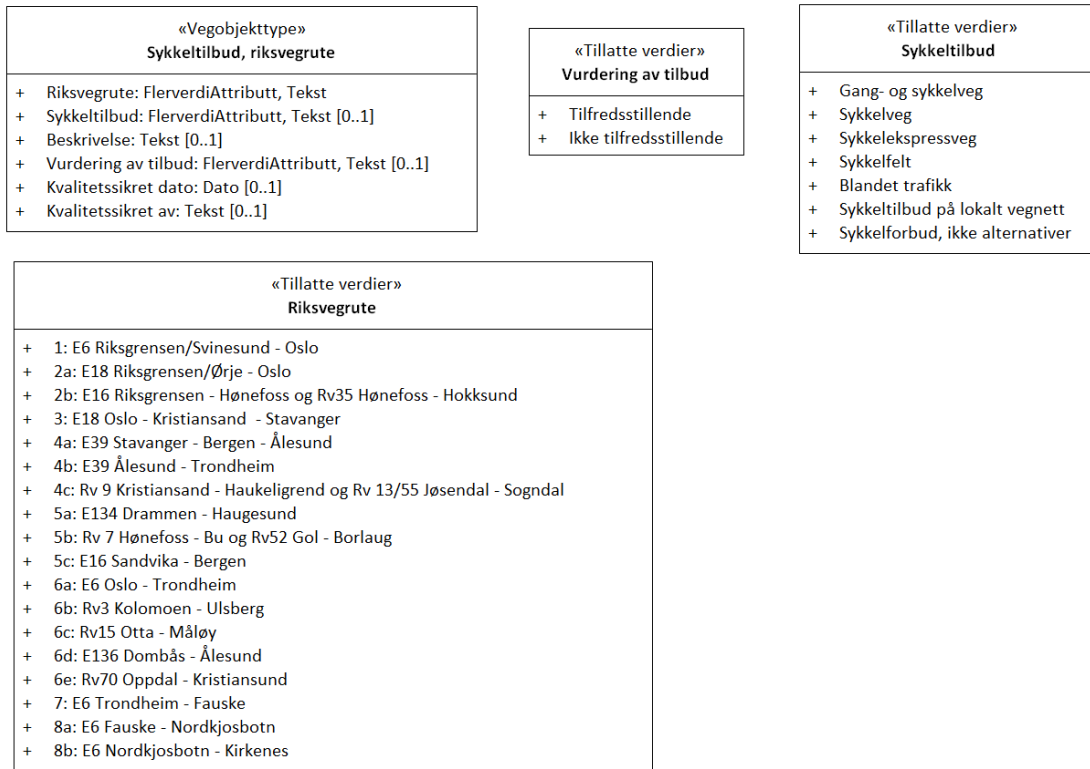 «Vegobjekttype»
Sykkeltilbud, riksvegrute
+ Riksvegrute: FlerverdiAttributt, Tekst
+ Sykkeltilbud: FlerverdiAttributt, Tekst [0..1]
+ Beskrivelse: Tekst [0..1]
+ Vurdering av tilbud: FlerverdiAttributt, Tekst [0..1]
+ Kvalitetssikret dato: Dato [0..1]
+ Kvalitetssikret av: Tekst [0..1]
«Tillatte verdier»
Vurdering av tilbud
+ Tilfredsstillende
+ Ikke tilfredsstillende
«Tillatte verdier»
Sykkeltilbud
+ Gang- og sykkelveg
+ Sykkelveg
+ Sykkelekspressveg
+ Sykkelfelt
+ Blandet trafikk
+ Sykkeltilbud på lokalt vegnett
+ Sykkelforbud, ikke alternativer
«Tillatte verdier»
Riksvegrute
+ 1: E6 Riksgrensen/Svinesund - Oslo
+ 2a: E18 Riksgrensen/Ørje - Oslo
+ 2b: E16 Riksgrensen - Hønefoss og Rv35 Hønefoss - Hokksund
+ 3: E18 Oslo - Kristiansand - Stavanger
+ 4a: E39 Stavanger - Bergen - Ålesund
+ 4b: E39 Ålesund - Trondheim
+ 4c: Rv 9 Kristiansand - Haukeligrend og Rv 13/55 Jøsendal - Sogndal
+ 5a: E134 Drammen - Haugesund
+ 5b: Rv 7 Hønefoss - Bu og Rv52 Gol - Borlaug
+ 5c: E16 Sandvika - Bergen
+ 6a: E6 Oslo - Trondheim
+ 6b: Rv3 Kolomoen - Ulsberg
+ 6c: Rv15 Otta - Måløy
+ 6d: E136 Dombås - Ålesund
+ 6e: Rv70 Oppdal - Kristiansund
+ 7: E6 Trondheim - Fauske
+ 8a: E6 Fauske - Nordkjosbotn
+ 8b: E6 Nordkjosbotn - Kirkenes